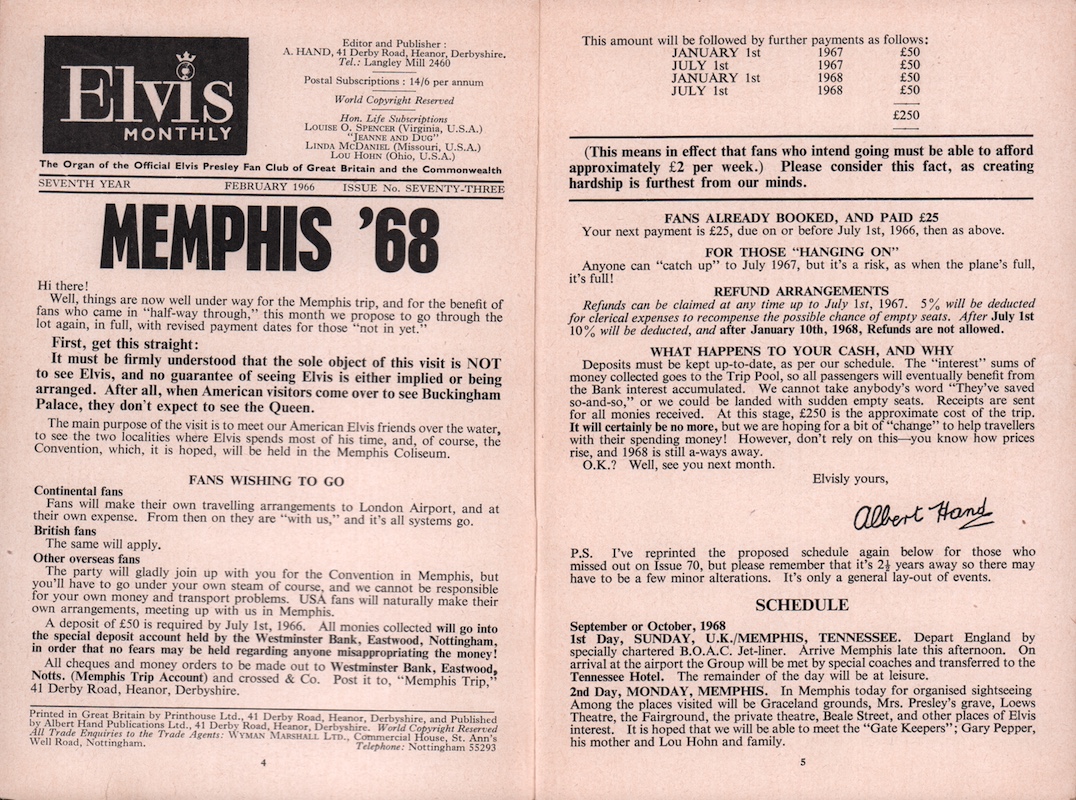 Elvis
MONTHLY
Editor and Publisher :
A. HAND, 41 Derby Road, Heanor, Derbyshire.
Tel.: Langley Mill 2460
Postal Subscriptions : 14/6 per annum
World Copyright Reserved
Hon. Life Subscriptions
LOUISE O. SPENCER (Virginia, U.S.A.)
"JEANNE AND DUG"
LINDA MCDANIEL (Missouri, U.S.A.)
LOU HOHN (Ohio, U.S.A.)
The Organ of the Official Elvis Presley Fan Club of Great Britain and the Commonwealth
SEVENTH YEAR FEBRUARY 1966 ISSUE No. SEVENTY-THREE
MEMPHIS '68
Hi there!
Well, things are now well under way for the Memphis trip, and for the benefit of
fans who came in "half-way through," this month we propose to go through the
lot again, in full, with revised payment dates for those "not in yet."
First, get this straight:
It must be firmly understood that the sole object of this visit is NOT
to see Elvis, and no guarantee of seeing Elvis is either implied or being
arranged. After all, when American visitors come over to see Buckingham
Palace, they don't expect to see the Queen.
The main purpose of the visit is to meet our American Elvis friends over the water,
to see the two localities where Elvis spends most of his time, and, of course, the
Convention, which, it is hoped, will be held in the Memphis Coliseum.
FANS WISHING TO GO
Continental fans
Fans will make their own travelling arrangements to London Airport, and at
their own expense. From then on they are "with us," and it's all systems go.
British fans
The same will apply.
Other overseas fans
The party will gladly join up with you for the Convention in Memphis, but
you'll have to go under your own steam of course, and we cannot be responsible
for your own money and transport problems. USA fans will naturally make their
own arrangements, meeting up with us in Memphis.
A deposit of £50 is required by July 1st, 1966. All monies collected will go into
the special deposit account held by the Westminster Bank, Eastwood, Nottingham,
in order that no fears may be held regarding anyone misappropriating the money!
All cheques and money orders to be made out to Westminster Bank, Eastwood,
Notts. (Memphis Trip Account) and crossed & Co. Post it to, "Memphis Trip,"
41 Derby Road, Heanor, Derbyshire.
Printed in Great Britain by Printhouse Ltd., 41 Derby Road, Heanor, Derbyshire, and Published
by Albert Hand Publications Ltd., 41 Derby Road, Heanor, Derbyshire. World Copyright Reserved
All Trade Enquiries to the Trade Agents: WYMAN MARSHALL LTD., Commercial House, St. Ann's
Well Road, Nottingham. Telephone: Nottingham 55293
4
This amount will be followed by further payments as follows:
JANUARY 1st 1967 £50
JULY 1st 1967 £50
JANUARY 1st 1968 £50
JULY 1st 1968 £50
£250
(This means in effect that fans who intend going must be able to afford
approximately £2 per week.) Please consider this fact, as creating
hardship is furthest from our minds.
FANS ALREADY BOOKED, AND PAID £25
Your next payment is £25, due on or before July 1st, 1966, then as above.
FOR THOSE "HANGING ON"
Anyone can "catch up" to July 1967, but it's a risk, as when the plane's full,
it's full!
REFUND ARRANGEMENTS
Refunds can be claimed at any time up to July 1st, 1967. 5% will be deducted
for clerical expenses to recompense the possible chance of empty seats. After July 1st
10% will be deducted, and after January 10th, 1968, Refunds are not allowed.
WHAT HAPPENS TO YOUR CASH, AND WHY
Deposits must be kept up-to-date, as per our schedule. The "interest" sums of
money collected goes to the Trip Pool, so all passengers will eventually benefit from
the Bank interest accumulated. We cannot take anybody's word "They've saved
so-and-so," or we could be landed with sudden empty seats. Receipts are sent
for all monies received. At this stage, £250 is the approximate cost of the trip.
It will certainly be no more, but we are hoping for a bit of "change" to help travellers
with their spending money! However, don't rely on this—you know how prices
rise, and 1968 is still a-ways away.
O.K.? Well, see you next month.
Elvisly yours,
Albert Hand
P.S. I've reprinted the proposed schedule again below for those who
missed out on Issue 70, but please remember that it's 2½ years away so there may
have to be a few minor alterations. It's only a general lay-out of events.
SCHEDULE
September or October, 1968
1st Day, SUNDAY, U.K./MEMPHIS, TENNESSEE. Depart England by
specially chartered B.O.A.C. Jet-liner. Arrive Memphis late this afternoon. On
arrival at the airport the Group will be met by special coaches and transferred to the
Tennessee Hotel. The remainder of the day will be at leisure.
2nd Day, MONDAY, MEMPHIS. In Memphis today for organised sightseeing
Among the places visited will be Graceland grounds, Mrs. Presley's grave, Loews
Theatre, the Fairground, the private theatre, Beale Street, and other places of Elvis
interest. It is hoped that we will be able to meet the "Gate Keepers"; Gary Pepper,
his mother and Lou Hohn and family.
5